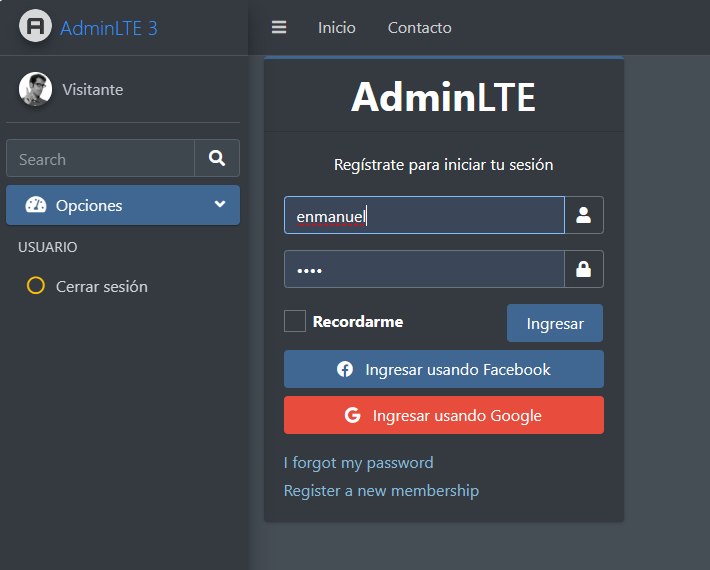 AdminLTE 3
Inicio
Contacto
Visitante
Search
Opciones
USUARIO
Cerrar sesión
AdminLTE
Regístrate para iniciar tu sesión
enmanuel
••••
Recordarme
Ingresar
Ingresar usando Facebook
Ingresar usando Google
I forgot my password
Register a new membership